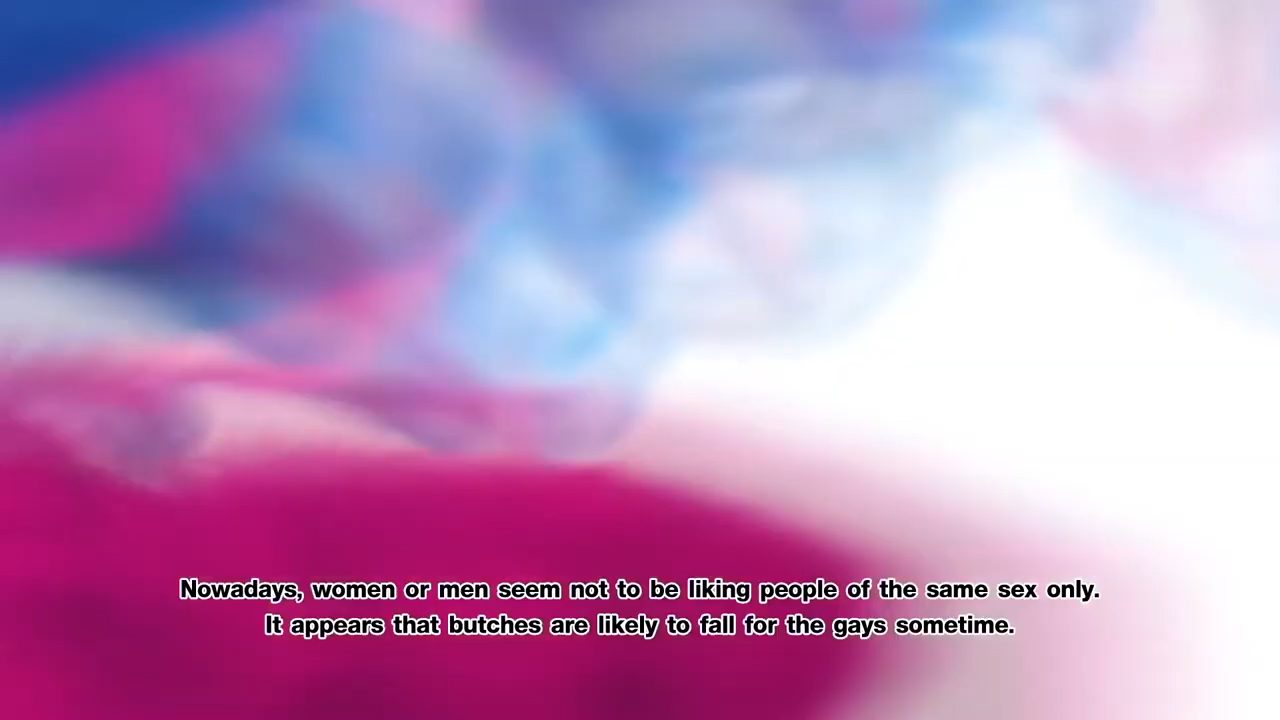 Nowadays, women or men seem not to be liking people of the same sex only.
It appears that butches are likely to fall for the gays sometime.